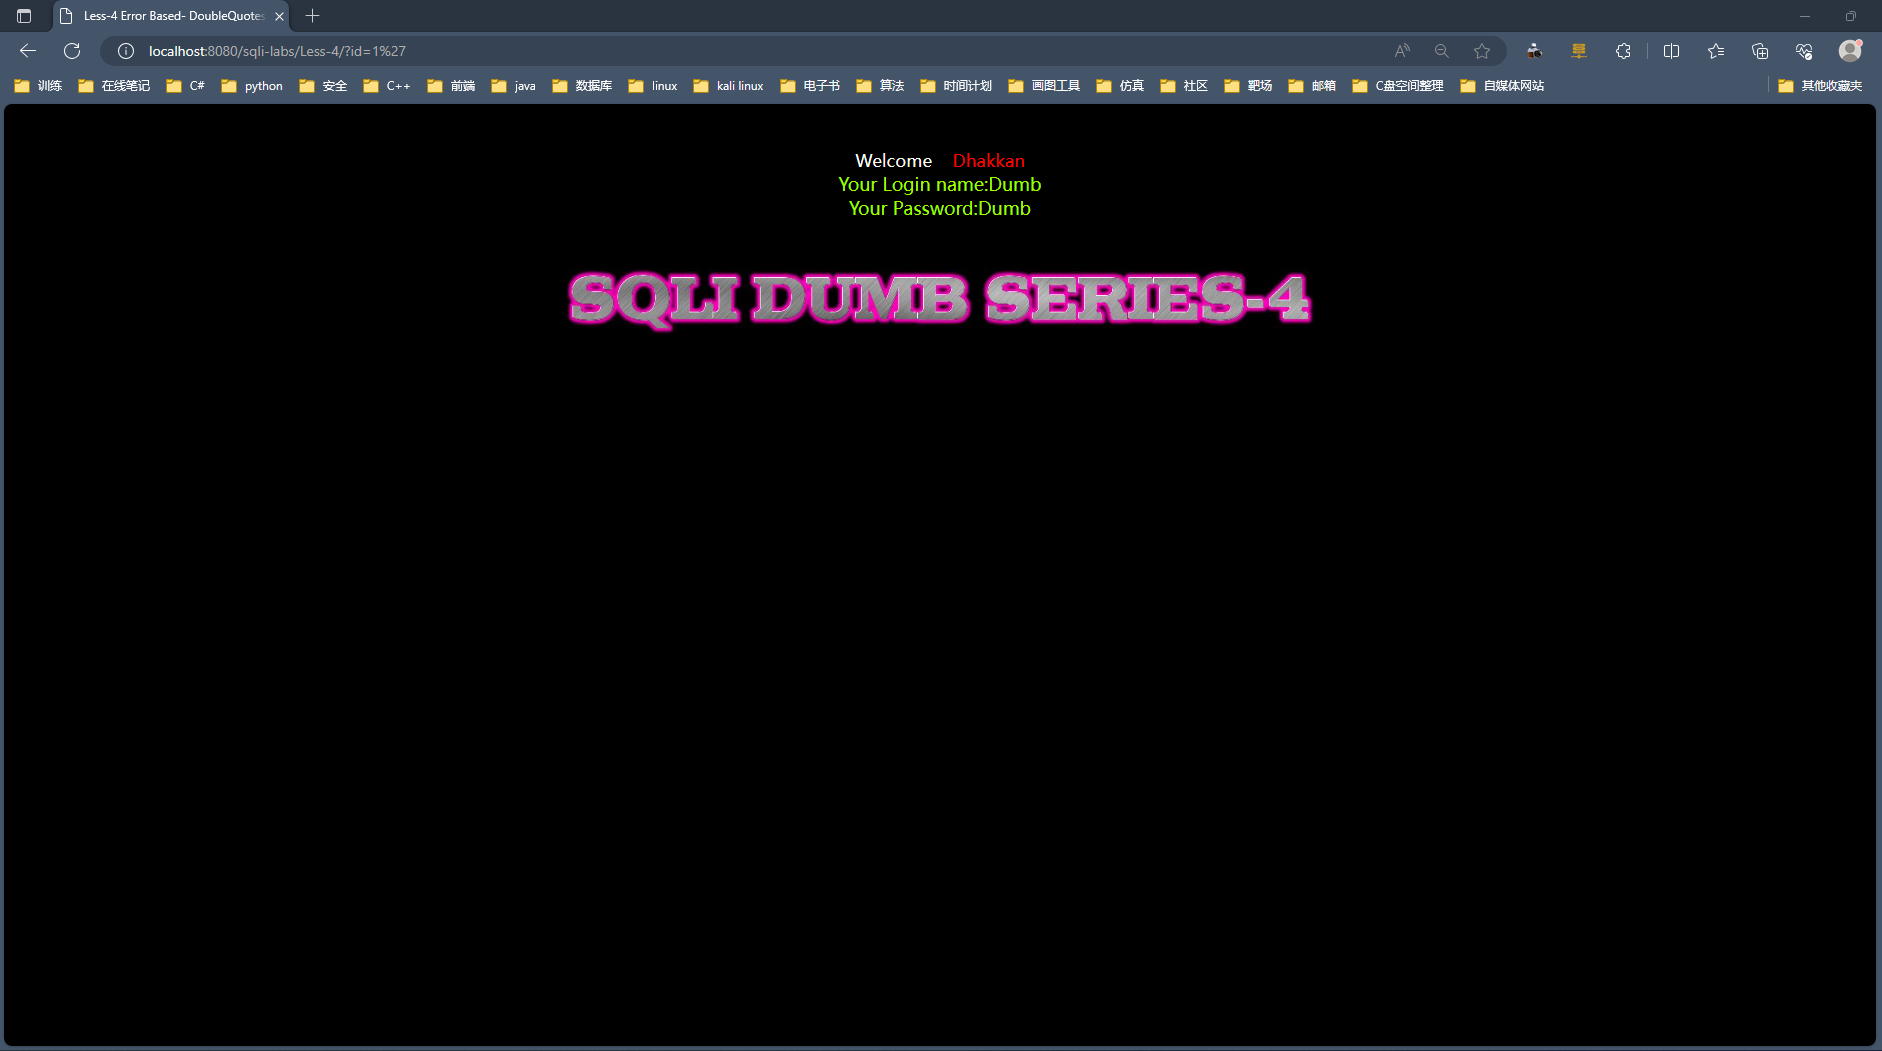 Less-4 Error Based- DoubleQuotes
localhost:8080/sqli-labs/Less-4/?id=1%27
训练 在线笔记 C# python 安全 C++ 前端 java 数据库 linux kali linux 电子书 算法 时间计划 画图工具 仿真 社区 靶场 邮箱 C盘空间整理 自媒体网站 其他收藏夹
Welcome Dhakkan
Your Login name:Dumb
Your Password:Dumb
SQLI DUMB SERIES-4